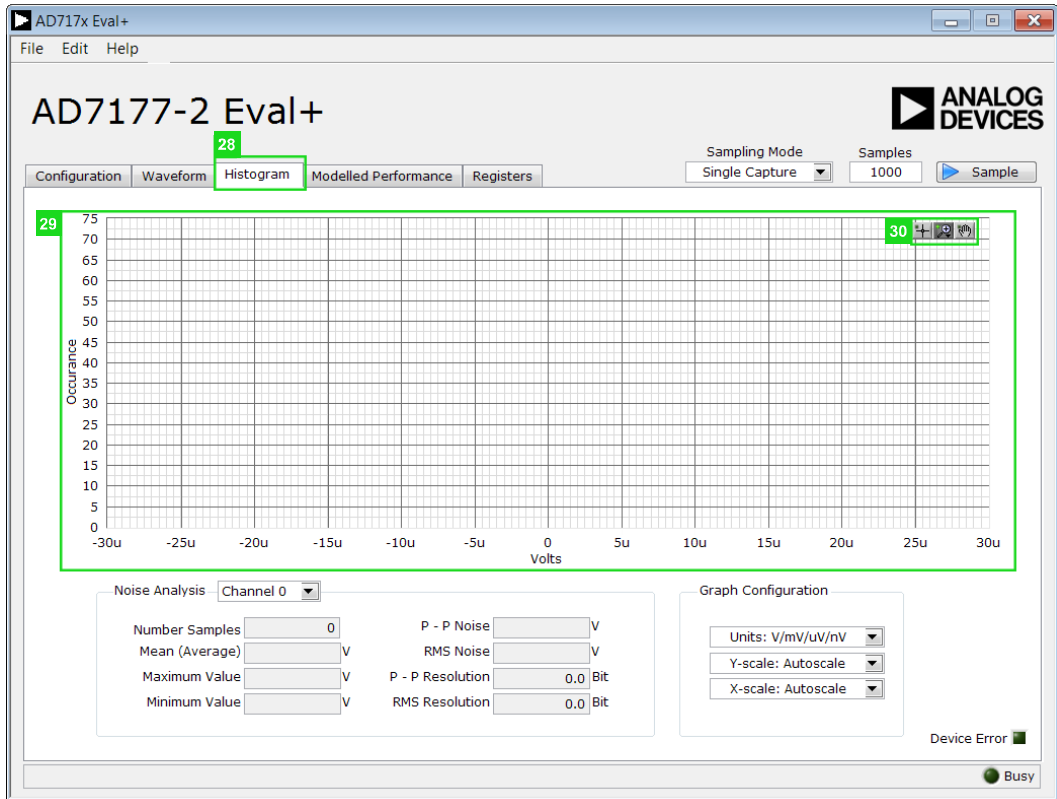 AD717x Eval+
File Edit Help
AD7177-2 Eval+
ANALOG
DEVICES
28
Sampling Mode
Samples
Configuration Waveform Histogram Modelled Performance Registers
Single Capture
1000
Sample
29
30
75
70
65
60
55
50
45
40
35
30
25
20
15
10
5
0
Occurance
-30u -25u -20u -15u -10u -5u 0 5u 10u 15u 20u 25u 30u
Volts
Noise Analysis Channel 0
Number Samples 0
Mean (Average) V
Maximum Value V
Minimum Value V
P - P Noise V
RMS Noise V
P - P Resolution 0.0 Bit
RMS Resolution 0.0 Bit
Graph Configuration
Units: V/mV/uV/nV
Y-scale: Autoscale
X-scale: Autoscale
Device Error
Busy